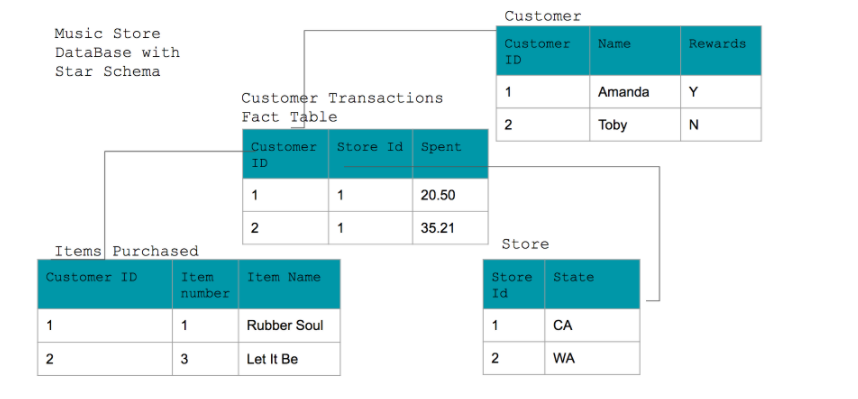 Music Store
DataBase with
Star Schema
Customer
Customer ID Name Rewards
1 Amanda Y
2 Toby N
Customer Transactions
Fact Table
Customer ID Store Id Spent
1 1 20.50
2 1 35.21
Items Purchased
Customer ID Item number Item Name
1 1 Rubber Soul
2 3 Let It Be
Store
Store Id State
1 CA
2 WA